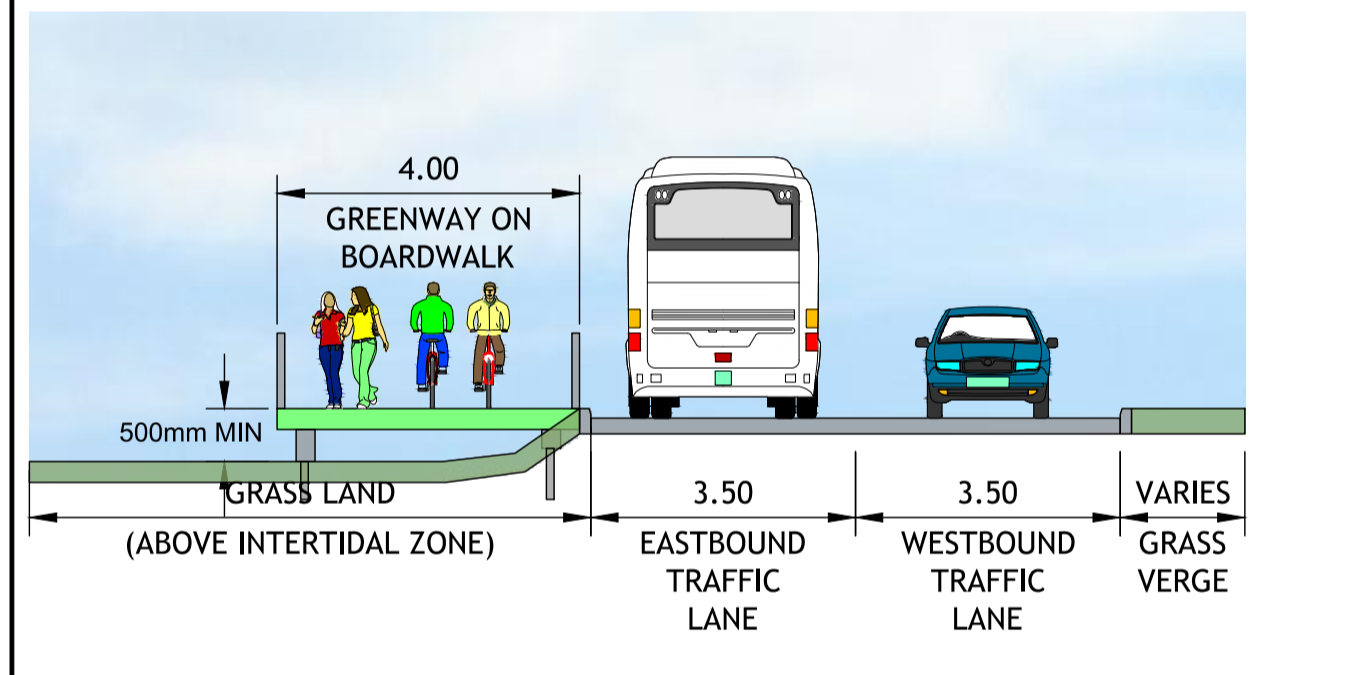 4.00
GREENWAY ON
BOARDWALK
500mm MIN
GRASS LAND
(ABOVE INTERTIDAL ZONE)
3.50
EASTBOUND
TRAFFIC
LANE
3.50
WESTBOUND
TRAFFIC
LANE
VARIES
GRASS
VERGE